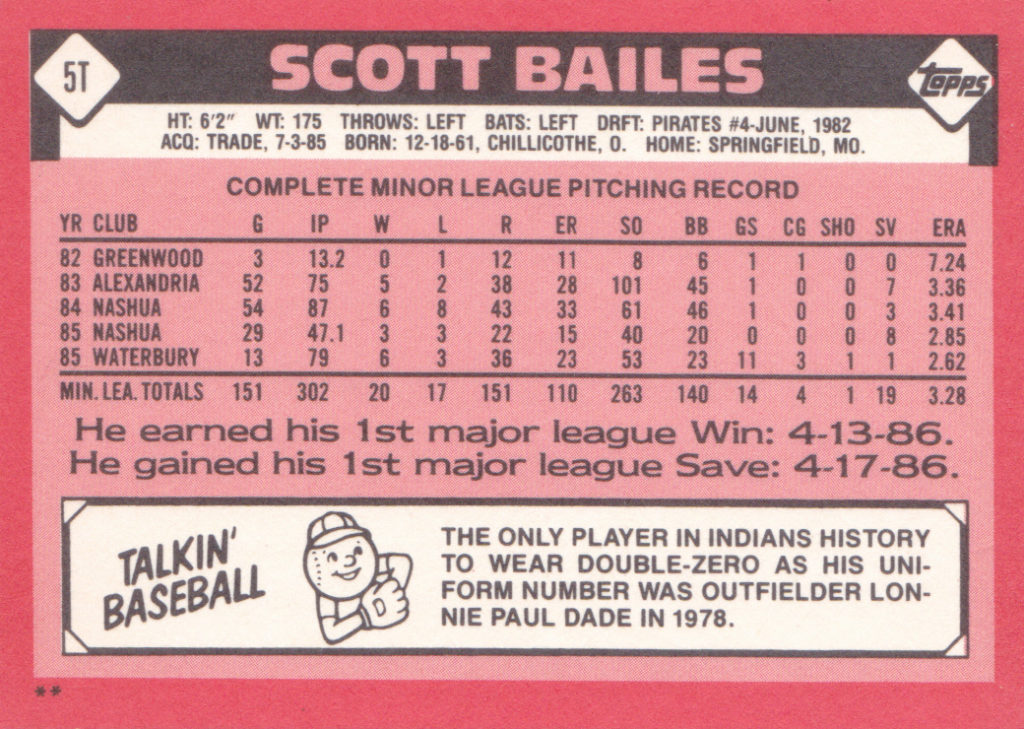 5T
SCOTT BAILES
Topps
HT: 6'2" WT: 175 THROWS: LEFT BATS: LEFT DRFT: PIRATES #4-JUNE, 1982
ACQ: TRADE, 7-3-85 BORN: 12-18-61, CHILLICOTHE, O. HOME: SPRINGFIELD, MO.
COMPLETE MINOR LEAGUE PITCHING RECORD
YR CLUB G IP W L R ER SO BB GS CG SHO SV ERA
82 GREENWOOD 3 13.2 0 1 12 11 8 6 1 1 0 0 7.24
83 ALEXANDRIA 52 75 5 2 38 28 101 45 1 0 0 7 3.36
84 NASHUA 54 87 6 8 43 33 61 46 1 0 0 3 3.41
85 NASHUA 29 47.1 3 3 22 15 40 20 0 0 0 8 2.85
85 WATERBURY 13 79 6 3 36 23 53 23 11 3 1 1 2.62
MIN. LEA. TOTALS 151 302 20 17 151 110 263 140 14 4 1 19 3.28
He earned his 1st major league Win: 4-13-86.
He gained his 1st major league Save: 4-17-86.
TALKIN'
BASEBALL
THE ONLY PLAYER IN INDIANS HISTORY
TO WEAR DOUBLE-ZERO AS HIS UNI-
FORM NUMBER WAS OUTFIELDER LON-
NIE PAUL DADE IN 1978.
**